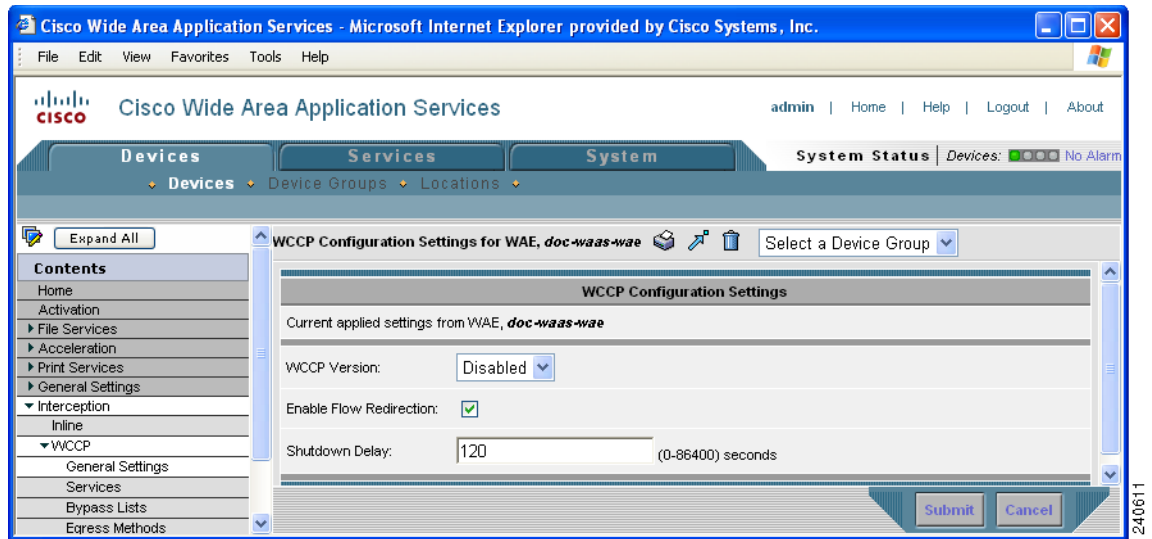 Cisco Wide Area Application Services - Microsoft Internet Explorer provided by Cisco Systems, Inc.
File Edit View Favorites Tools Help
CISCO
Cisco Wide Area Application Services
admin | Home | Help | Logout | About
Devices Services System
System Status | Devices: No Alarm
Devices Device Groups Locations
Expand All
WCCP Configuration Settings for WAE, doc-waas-wae
Select a Device Group
Contents
Home
Activation
File Services
Acceleration
Print Services
General Settings
Interception
Inline
WCCP
General Settings
Services
Bypass Lists
Egress Methods
WCCP Configuration Settings
Current applied settings from WAE, doc-waas-wae
WCCP Version: Disabled
Enable Flow Redirection:
Shutdown Delay: 120 (0-86400) seconds
Submit Cancel
240611